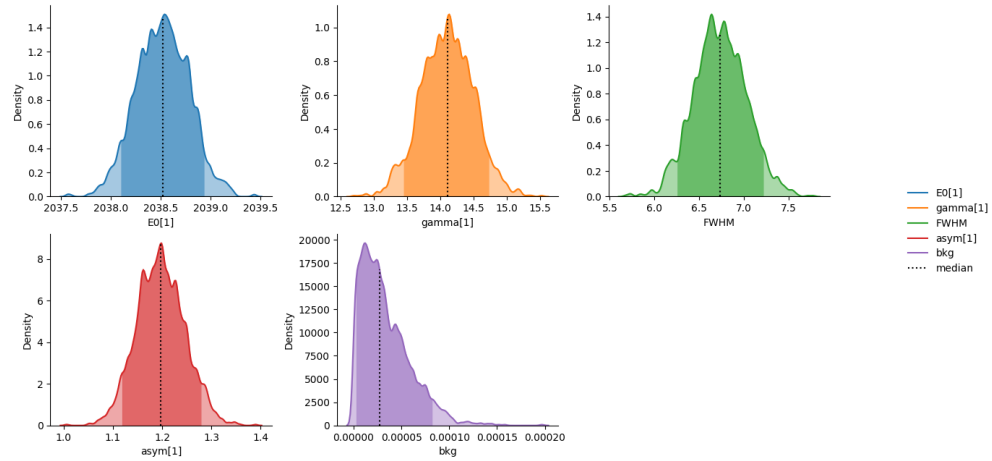 1.4
1.2
1.0
0.8
0.6
0.4
0.2
0.0
Density
2037.5 2038.0 2038.5 2039.0 2039.5
E0[1]
1.0
0.8
0.6
0.4
0.2
0.0
Density
12.5 13.0 13.5 14.0 14.5 15.0 15.5
gamma[1]
1.4
1.2
1.0
0.8
0.6
0.4
0.2
0.0
Density
5.5 6.0 6.5 7.0 7.5
FWHM
8
6
4
2
0
Density
1.0 1.1 1.2 1.3 1.4
asym[1]
20000
17500
15000
12500
10000
7500
5000
2500
0
Density
0.00000 0.00005 0.00010 0.00015 0.00020
bkg
E0[1]
gamma[1]
FWHM
asym[1]
bkg
median